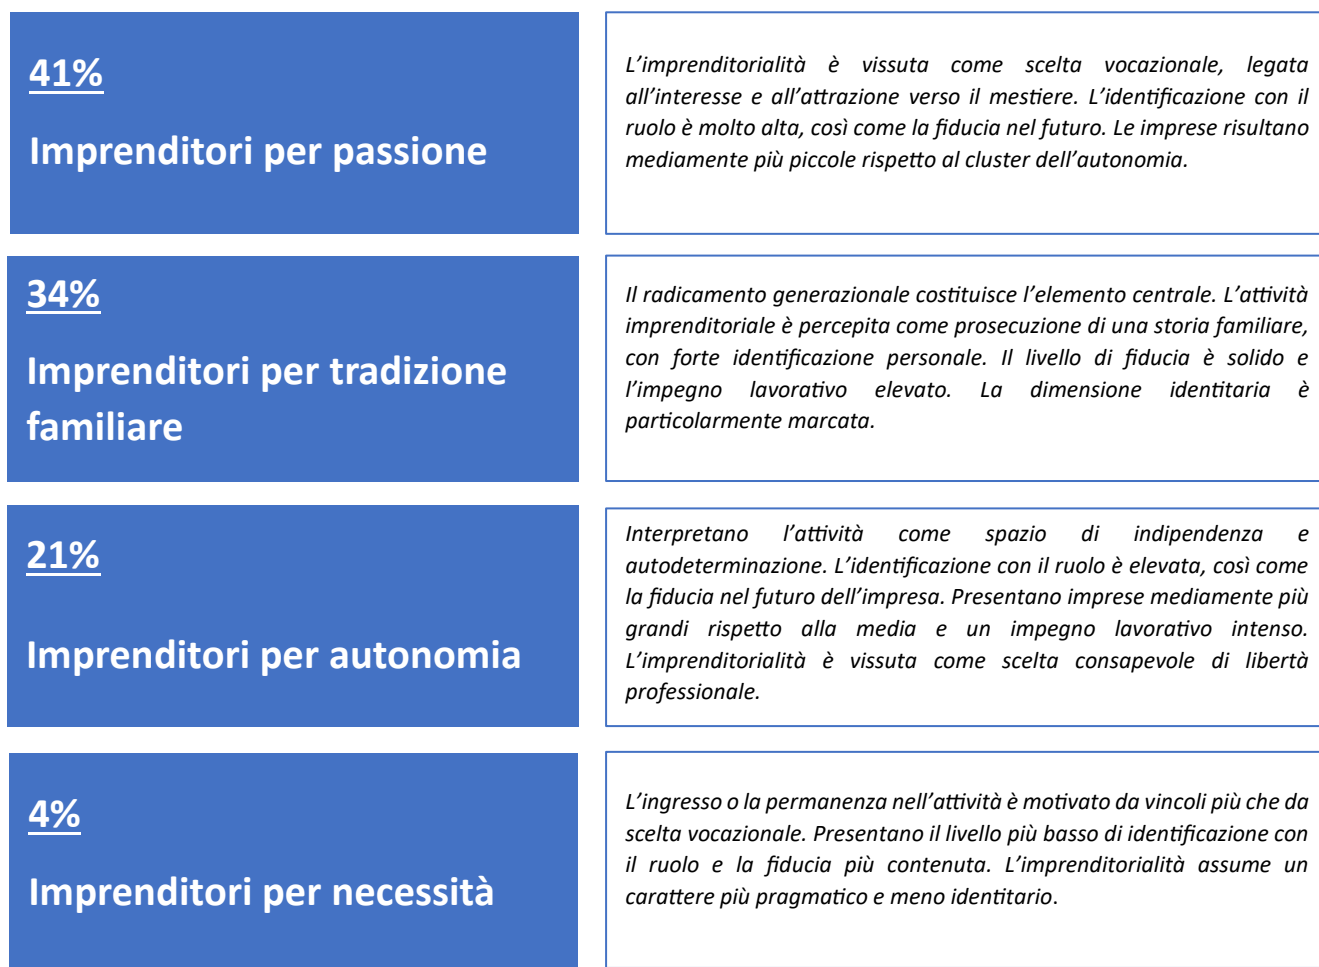 41%
Imprenditori per passione
L’imprenditorialità è vissuta come scelta vocazionale, legata
all’interesse e all’attrazione verso il mestiere. L’identificazione con il
ruolo è molto alta, così come la fiducia nel futuro. Le imprese risultano
mediamente più piccole rispetto al cluster dell’autonomia.
34%
Imprenditori per tradizione
familiare
Il radicamento generazionale costituisce l’elemento centrale. L’attività
imprenditoriale è percepita come prosecuzione di una storia familiare,
con forte identificazione personale. Il livello di fiducia è solido e
l’impegno lavorativo elevato. La dimensione identitaria è
particolarmente marcata.
21%
Imprenditori per autonomia
Interpretano l’attività come spazio di indipendenza e
autodeterminazione. L’identificazione con il ruolo è elevata, così come
la fiducia nel futuro dell’impresa. Presentano imprese mediamente più
grandi rispetto alla media e un impegno lavorativo intenso.
L’imprenditorialità è vissuta come scelta consapevole di libertà
professionale.
4%
Imprenditori per necessità
L’ingresso o la permanenza nell’attività è motivato da vincoli più che da
scelta vocazionale. Presentano il livello più basso di identificazione con
il ruolo e la fiducia più contenuta. L’imprenditorialità assume un
carattere più pragmatico e meno identitario.